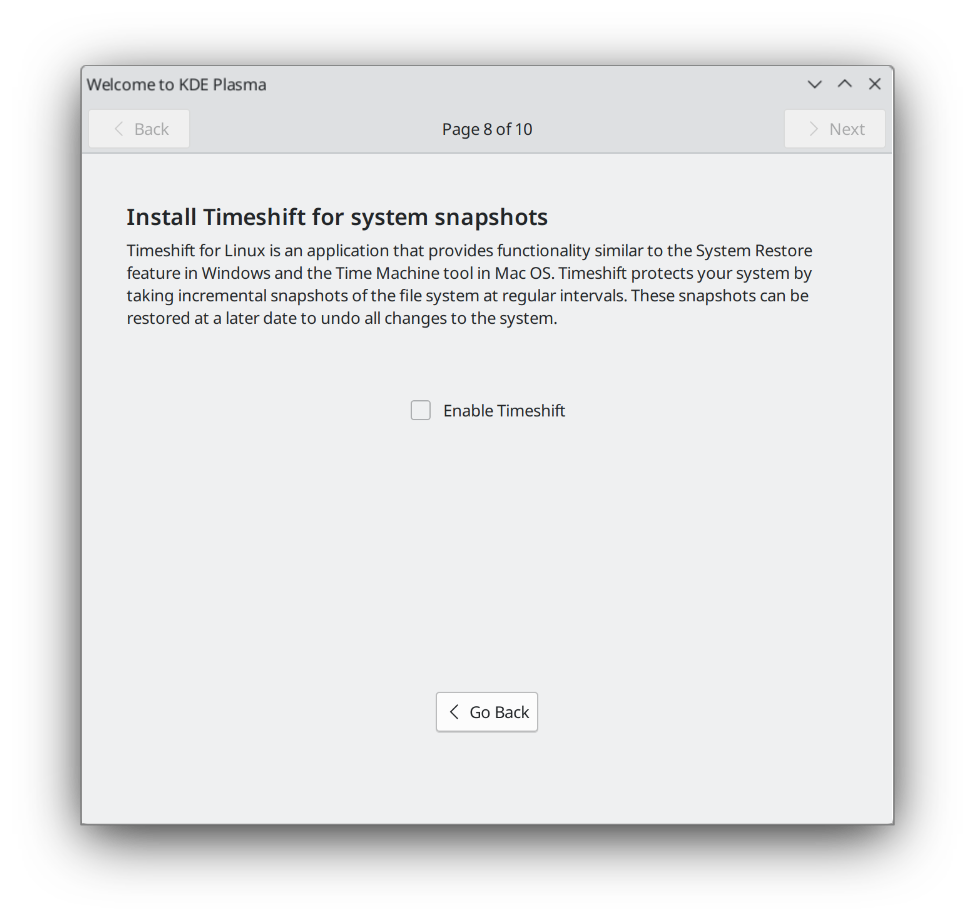 Welcome to KDE Plasma
Back
Page 8 of 10
Next
Install Timeshift for system snapshots
Timeshift for Linux is an application that provides functionality similar to the System Restore
feature in Windows and the Time Machine tool in Mac OS. Timeshift protects your system by
taking incremental snapshots of the file system at regular intervals. These snapshots can be
restored at a later date to undo all changes to the system.
Enable Timeshift
Go Back